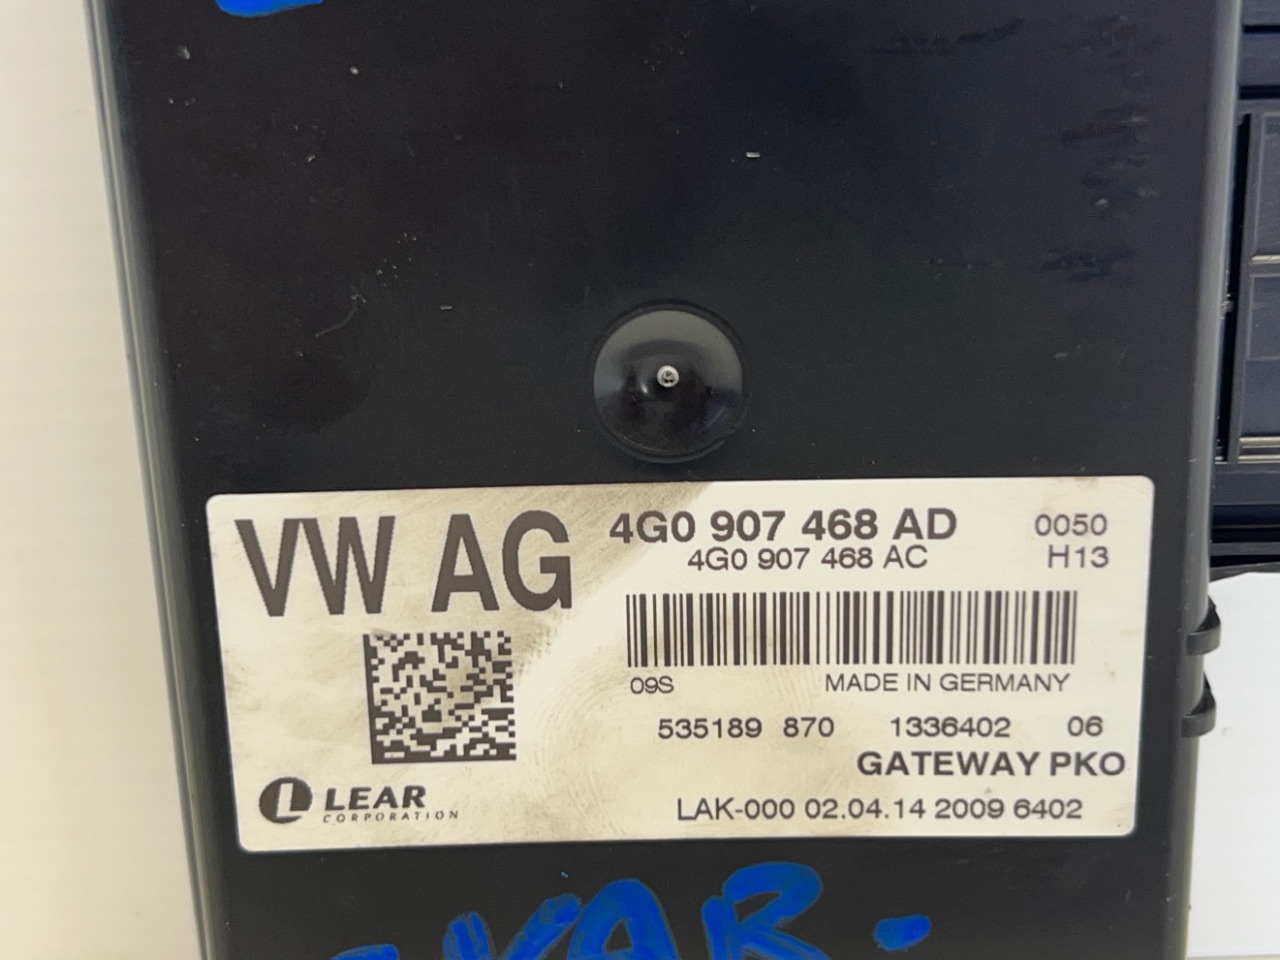 VW AG
4G0 907 468 AD
0050
4G0 907 468 AC
H13
09S
MADE IN GERMANY
535189 870 1336402 06
GATEWAY PKO
L LEAR
CORPORATION
LAK-000 02.04.14 2009 6402